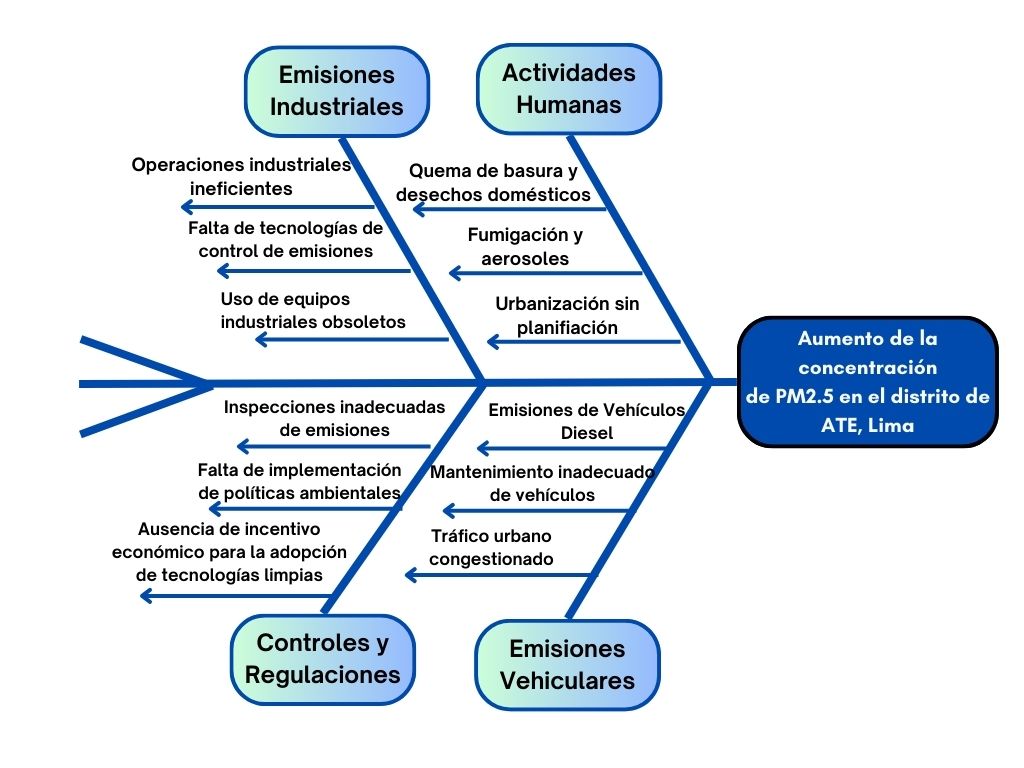 Emisiones
Industriales
Actividades
Humanas
Operaciones industriales
ineficientes
Falta de tecnologías de
control de emisiones
Uso de equipos
industriales obsoletos
Quema de basura y
desechos domésticos
Fumigación y
aerosoles
Urbanización sin
planifiación
Aumento de la
concentración
de PM2.5 en el distrito de
ATE, Lima
Inspecciones inadecuadas
de emisiones
Falta de implementación
de políticas ambientales
Ausencia de incentivo
económico para la adopción
de tecnologías limpias
Emisiones de Vehículos
Diesel
Mantenimiento inadecuado
de vehículos
Tráfico urbano
congestionado
Controles y
Regulaciones
Emisiones
Vehiculares